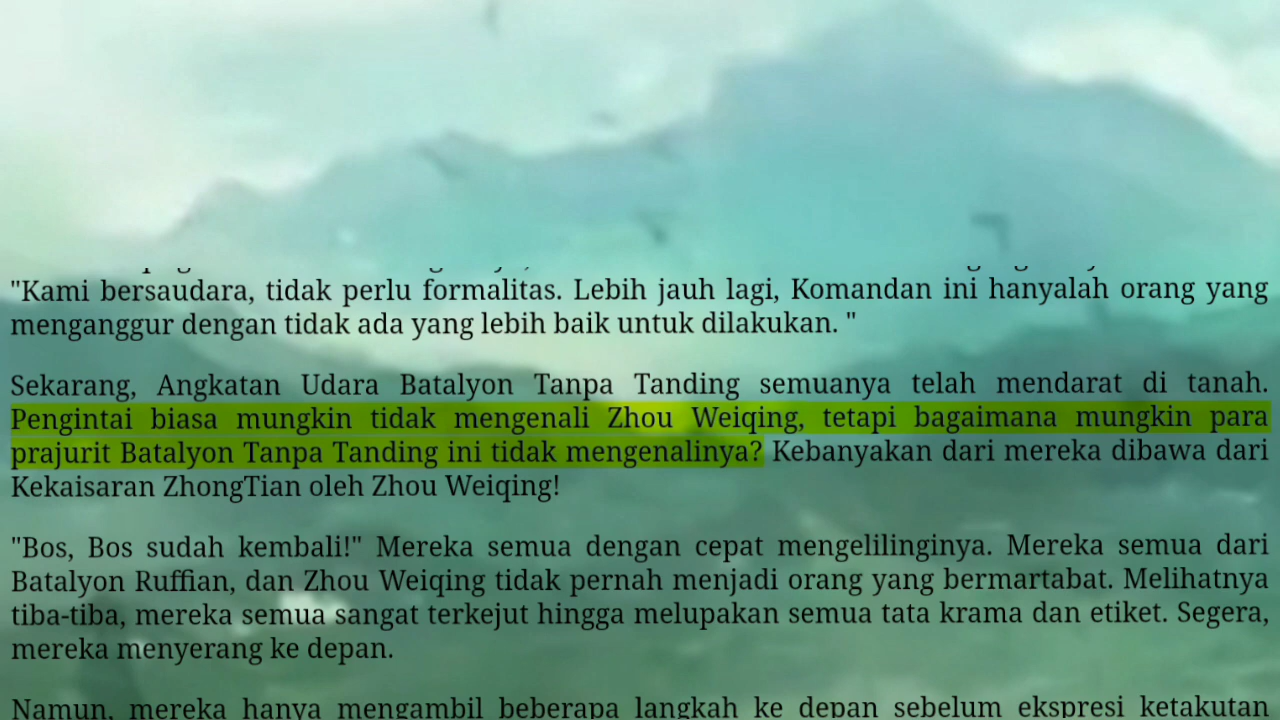 "Kami bersaudara, tidak perlu formalitas. Lebih jauh lagi, Komandan ini hanyalah orang yang
menganggur dengan tidak ada yang lebih baik untuk dilakukan. "
Sekarang, Angkatan Udara Batalyon Tanpa Tanding semuanya telah mendarat di tanah.
Pengintai biasa mungkin tidak mengenali Zhou Weiqing, tetapi bagaimana mungkin para
prajurit Batalyon Tanpa Tanding ini tidak mengenalinya? Kebanyakan dari mereka dibawa dari
Kekaisaran ZhongTian oleh Zhou Weiqing!
"Bos, Bos sudah kembali!" Mereka semua dengan cepat mengelilinginya. Mereka semua dari
Batalyon Ruffian, dan Zhou Weiqing tidak pernah menjadi orang yang bermartabat. Melihatnya
tiba-tiba, mereka semua sangat terkejut hingga melupakan semua tata krama dan etiket. Segera,
mereka menyerang ke depan.
Namun, mereka hanya mengambil beberapa langkah ke depan sebelum ekspresi ketakutan